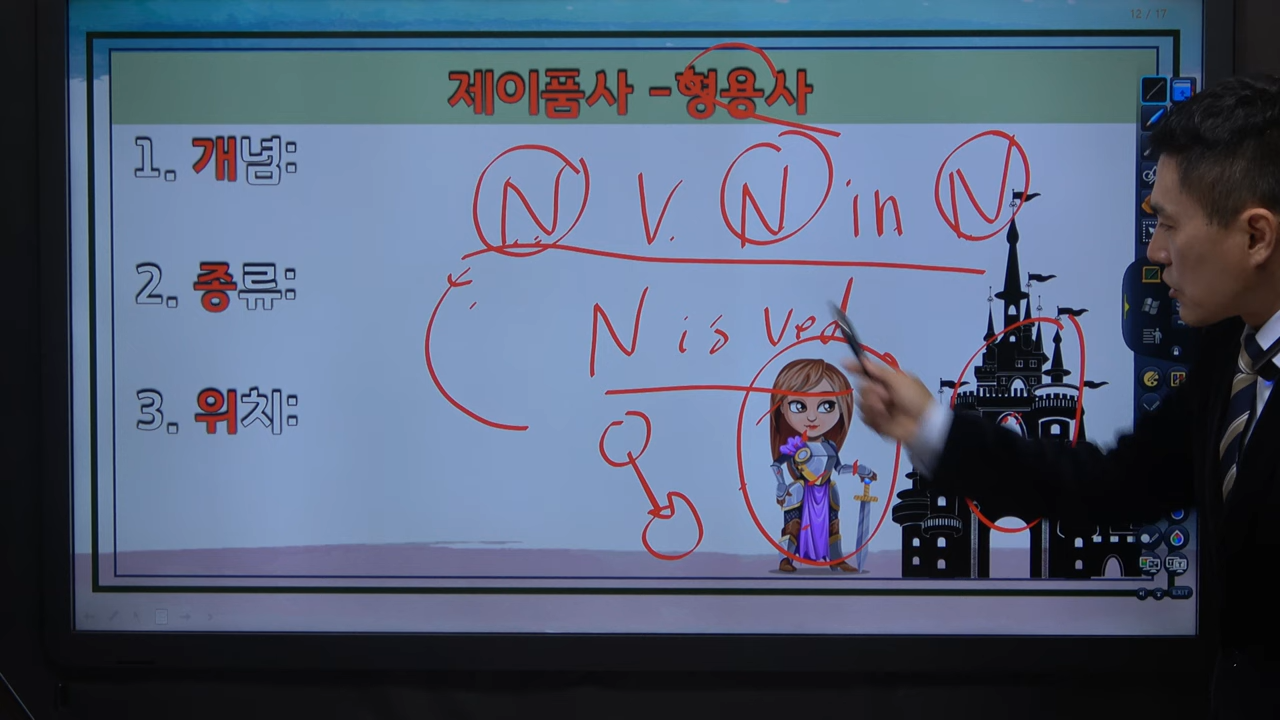 12 / 17
제이품사 - 형용사
1. 개념:
N V. N in N
2. 종류:
N is Ved
3. 위치:
EXIT